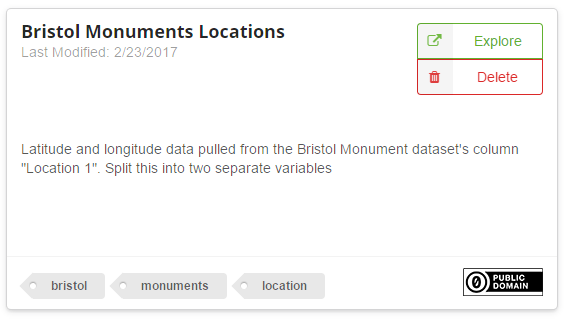 Bristol Monuments Locations
Last Modified: 2/23/2017
Explore
Delete
Latitude and longitude data pulled from the Bristol Monument dataset's column
"Location 1". Split this into two separate variables
bristol
monuments
location
0 PUBLIC
DOMAIN